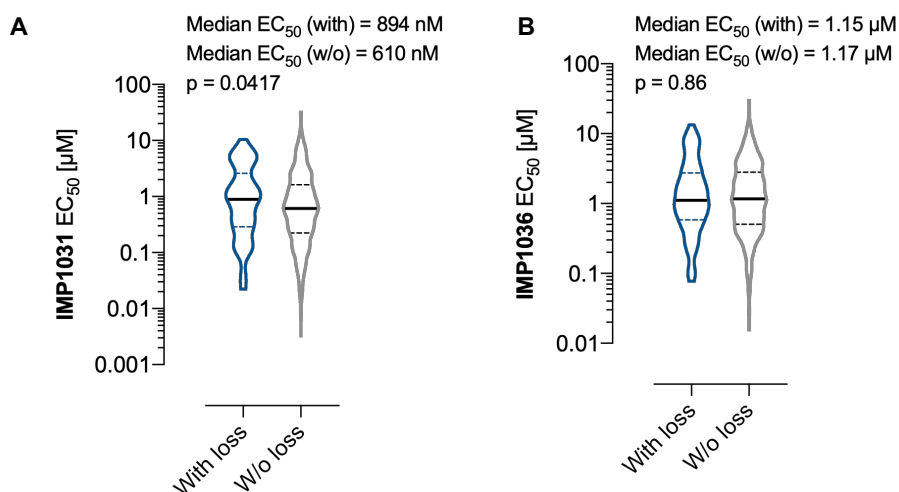 A
Median EC50 (with) = 894 nM
Median EC50 (w/o) = 610 nM
p = 0.0417
100
10
1
0.1
0.01
0.001
IMP1031 EC50 [µM]
With loss
W/o loss
B
Median EC50 (with) = 1.15 µM
Median EC50 (w/o) = 1.17 µM
p = 0.86
100
10
1
0.1
0.01
IMP1036 EC50 [µM]
With loss
W/o loss